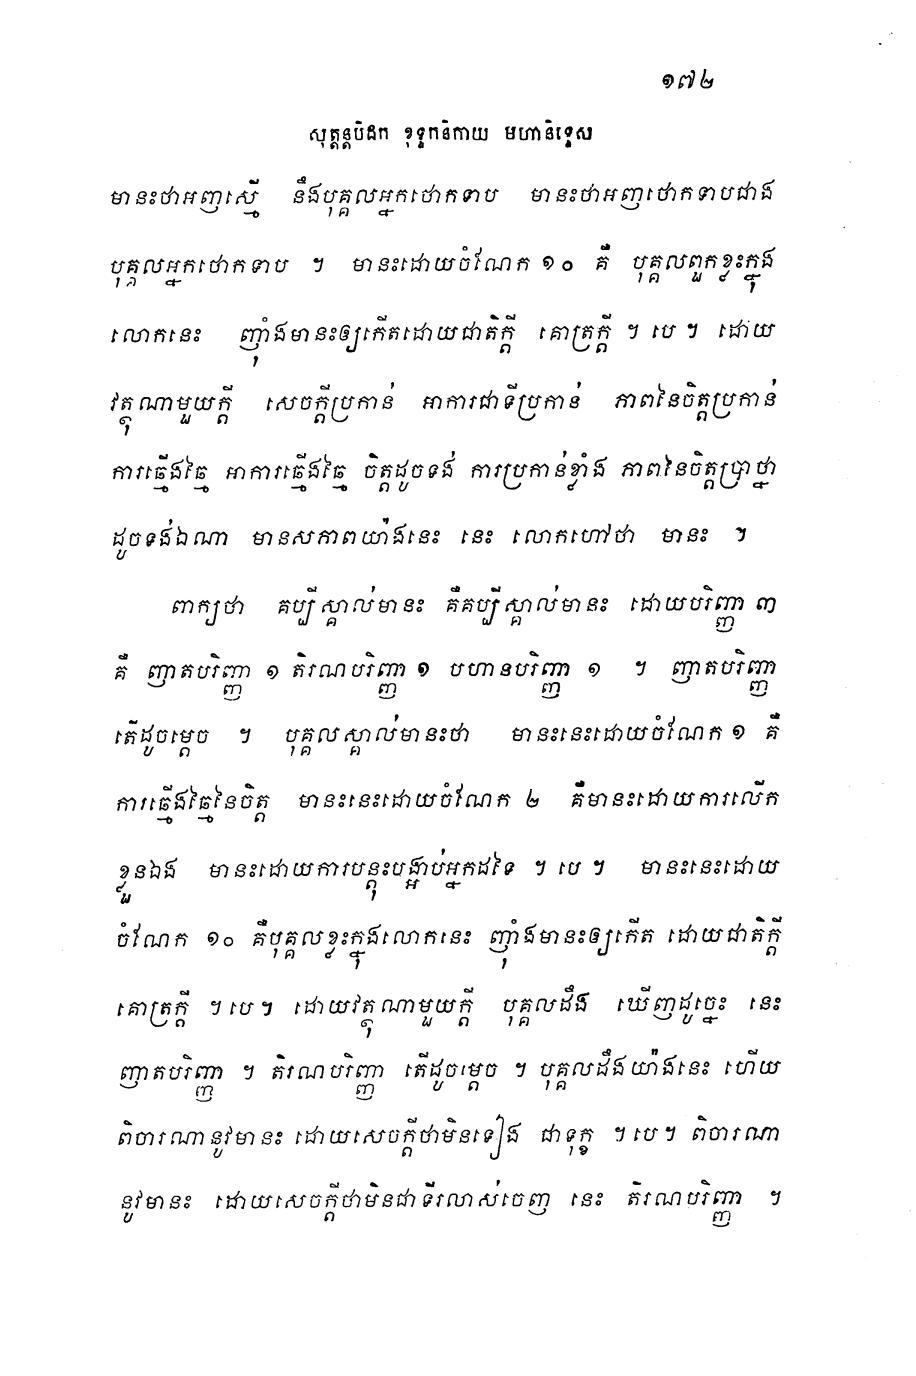 ១៧២
សុត្តន្តបិដក ខុទ្ទកនិកាយ មហានិទ្ទេស
មានះថាអញស្មើ នឹងបុគ្គលអ្នកថោកទាប មានះថាអញថោកទាបជាង
បុគ្គលអ្នកថោកទាប ។ មានះដោយចំណែក ១០ គឺ បុគ្គលពួកខ្លះក្នុង
លោកនេះ ញ៉ាំងមានះឲ្យកើតដោយជាតិក្តី គោត្រក្តី ។ បេ ។ ដោយ
វត្ថុណាមួយក្តី សេចក្តីប្រកាន់ អាការជាទីប្រកាន់ ភាពនៃចិត្តប្រកាន់
ការធ្មើងធ្មៃ អាការធ្មើងធ្មៃ ចិត្តដូចទង់ ការប្រកាន់ខ្លាំង ភាពនៃចិត្តប្រាថ្នា
ដូចទង់ឯណា មានសភាពយ៉ាងនេះ នេះ លោកហៅថា មានះ ។
ពាក្យថា គប្បីស្គាល់មានះ គឺគប្បីស្គាល់មានះ ដោយបរិញ្ញា ៣
គឺ ញាតបរិញ្ញា ១ តិរណបរិញ្ញា ១ បហានបរិញ្ញា ១ ។ ញាតបរិញ្ញា
តើដូចម្តេច ។ បុគ្គលស្គាល់មានះថា មានះនេះដោយចំណែក ១ គឺ
ការធ្មើងធ្មៃនៃចិត្ត មានះនេះដោយចំណែក ២ គឺមានះដោយការលើក
ខ្លួនឯង មានះដោយការបន្តុះបង្អាប់អ្នកដទៃ ។ បេ ។ មានះនេះដោយ
ចំណែក ១០ គឺបុគ្គលខ្លះក្នុងលោកនេះ ញ៉ាំងមានះឲ្យកើត ដោយជាតិក្តី
គោត្រក្តី ។ បេ ។ ដោយវត្ថុណាមួយក្តី បុគ្គលដឹង ឃើញដូច្នេះ នេះ
ញាតបរិញ្ញា ។ តិរណបរិញ្ញា តើដូចម្តេច ។ បុគ្គលដឹងយ៉ាងនេះ ហើយ
ពិចារណានូវមានះ ដោយសេចក្តីថាមិនទៀង ជាទុក្ខ ។ បេ ។ ពិចារណា
នូវមានះ ដោយសេចក្តីថាមិនជាទីរលាស់ចេញ នេះ តិរណបរិញ្ញា ។